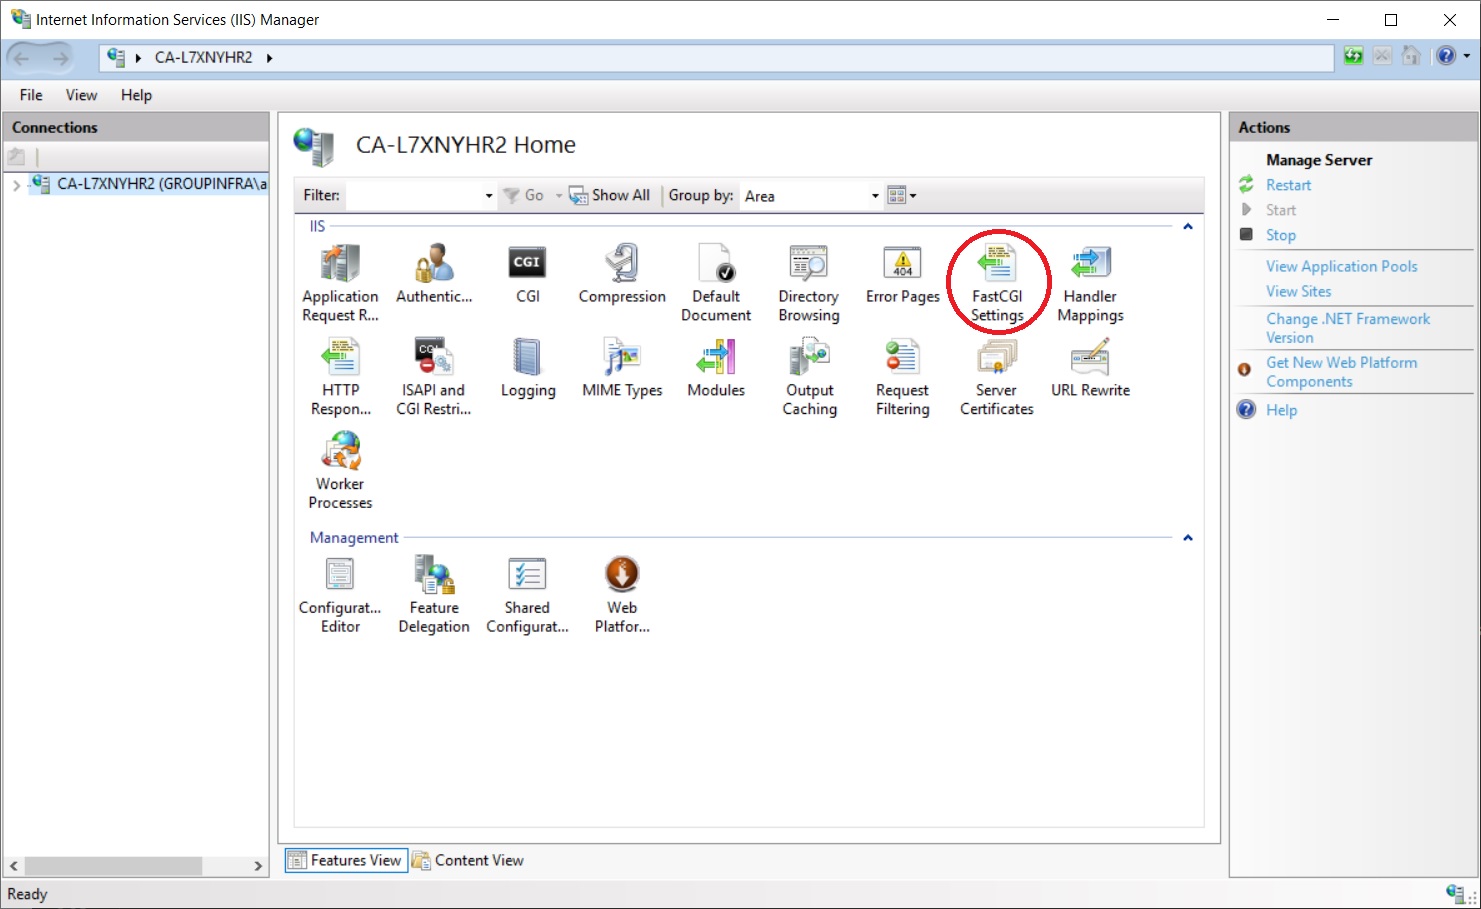 Internet Information Services (IIS) Manager
CA-L7XNYHR2
File View Help
Connections
CA-L7XNYHR2 (GROUPINFRA\a
CA-L7XNYHR2 Home
Filter: Go Show All Group by: Area
IIS
Application Request R...
Authentic...
CGI
CGI
Compression
Default Document
Directory Browsing
404
Error Pages
FastCGI Settings
Handler Mappings
HTTP Respon...
ISAPI and CGI Restri...
Logging
MIME Types
Modules
Output Caching
Request Filtering
Server Certificates
URL Rewrite
Worker Processes
Management
Configurat... Editor
Feature Delegation
Shared Configurat...
Web Platfor...
Features View
Content View
Actions
Manage Server
Restart
Start
Stop
View Application Pools
View Sites
Change .NET Framework
Version
Get New Web Platform
Components
Help
Ready